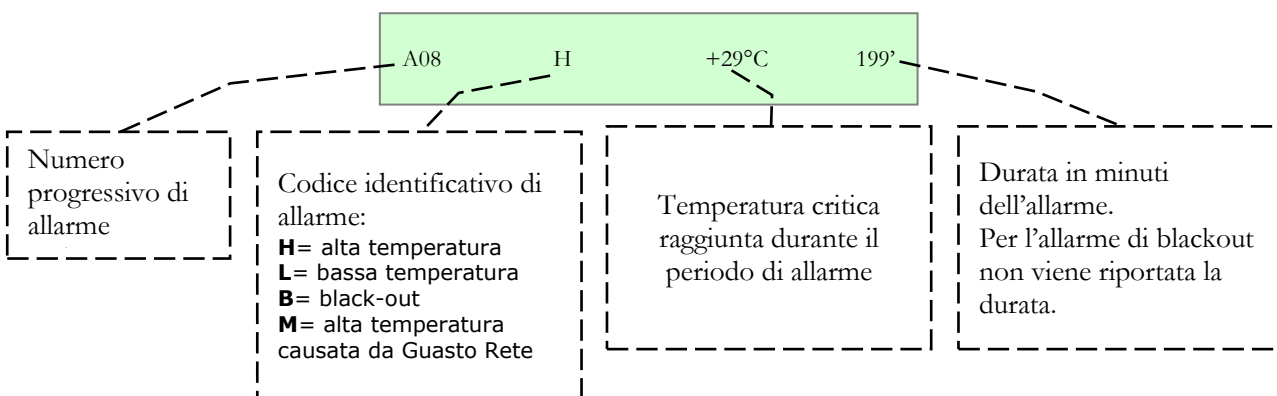 A08 H +29°C 199’
Numero
progressivo di
allarme
Codice identificativo di
allarme:
H= alta temperatura
L= bassa temperatura
B= black-out
M= alta temperatura
causata da Guasto Rete
Temperatura critica
raggiunta durante il
periodo di allarme
Durata in minuti
dell’allarme.
Per l’allarme di blackout
non viene riportata la
durata.